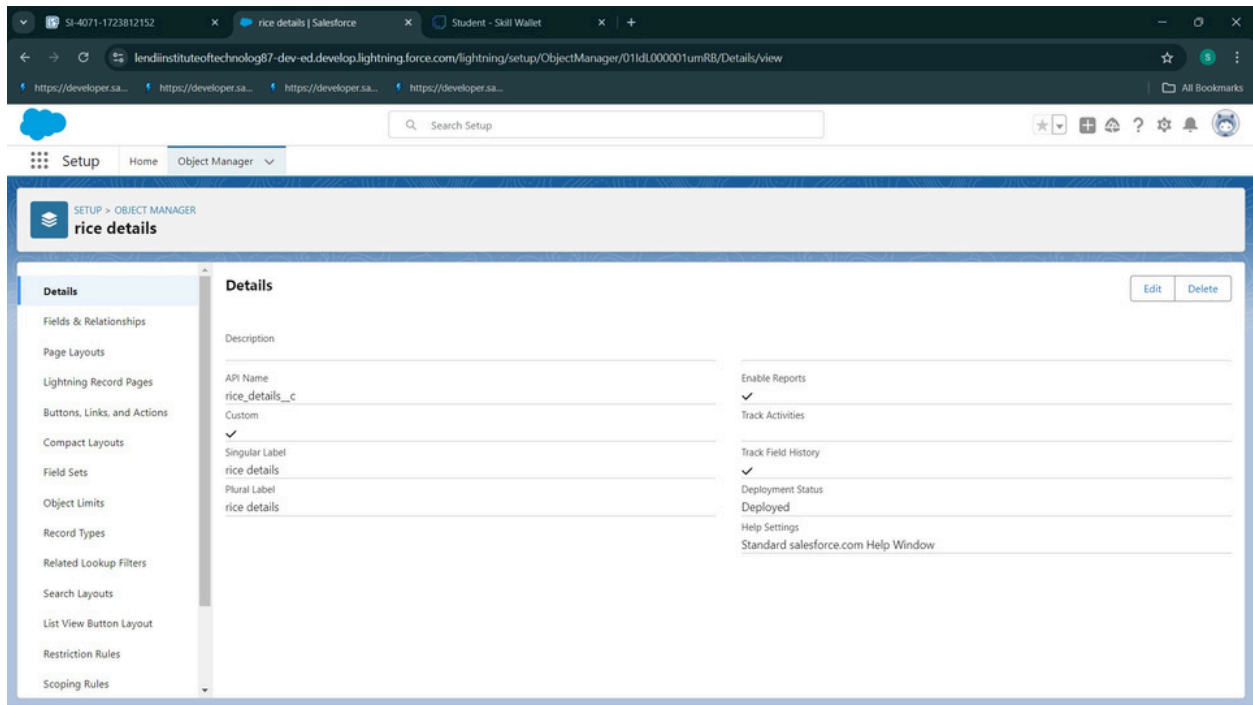 SI-4071-1723812152
rice details | Salesforce
Student - Skill Wallet
lendiinstituteoftechnolog87-dev-ed.develop.lightning.force.com/lightning/setup/ObjectManager/01IdL000001umRB/Details/view
S
https://developer.sa... https://developer.sa... https://developer.sa... https://developer.sa...
All Bookmarks
Search Setup
Setup Home Object Manager
SETUP > OBJECT MANAGER
rice details
Details
Fields & Relationships
Page Layouts
Lightning Record Pages
Buttons, Links, and Actions
Compact Layouts
Field Sets
Object Limits
Record Types
Related Lookup Filters
Search Layouts
List View Button Layout
Restriction Rules
Scoping Rules
Details
Edit Delete
Description
API Name
rice_details__c
Custom
Singular Label
rice details
Plural Label
rice details
Enable Reports
Track Activities
Track Field History
Deployment Status
Deployed
Help Settings
Standard salesforce.com Help Window